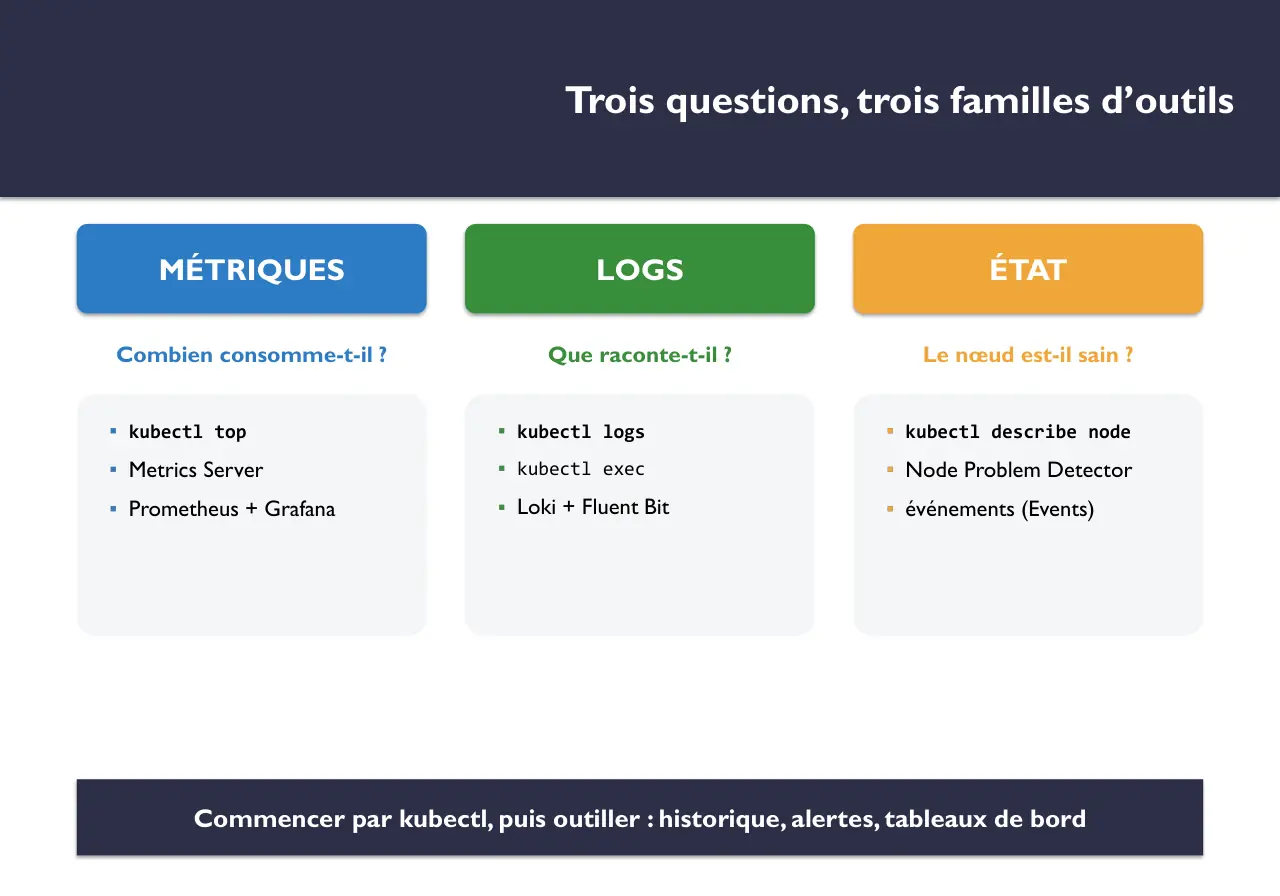 Trois questions, trois familles d’outils
MÉTRIQUES
Combien consomme-t-il ?
▪ kubectl top
▪ Metrics Server
▪ Prometheus + Grafana
LOGS
Que raconte-t-il ?
▪ kubectl logs
▪ kubectl exec
▪ Loki + Fluent Bit
ÉTAT
Le nœud est-il sain ?
▪ kubectl describe node
▪ Node Problem Detector
▪ événements (Events)
Commencer par kubectl, puis outiller : historique, alertes, tableaux de bord